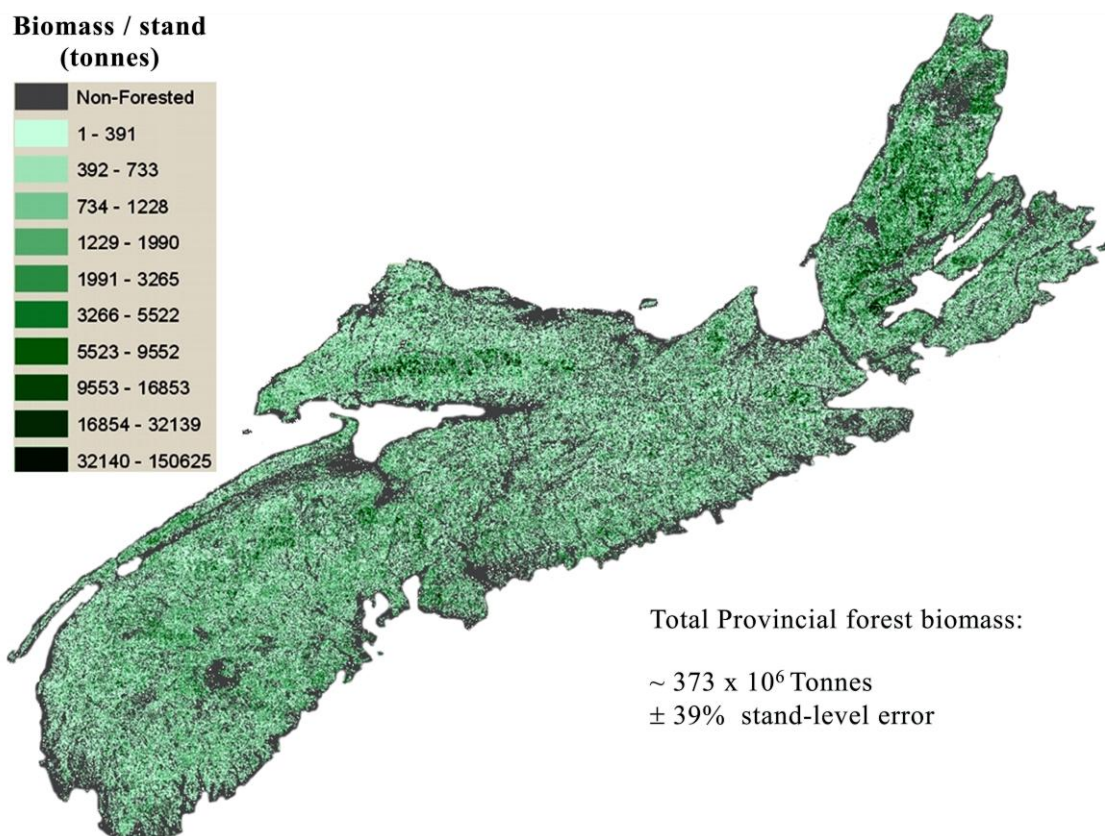 Biomass / stand
(tonnes)
Non-Forested
1 - 391
392 - 733
734 - 1228
1229 - 1990
1991 - 3265
3266 - 5522
5523 - 9552
9553 - 16853
16854 - 32139
32140 - 150625
Total Provincial forest biomass:
~ 373 x 10⁶ Tonnes
± 39% stand-level error